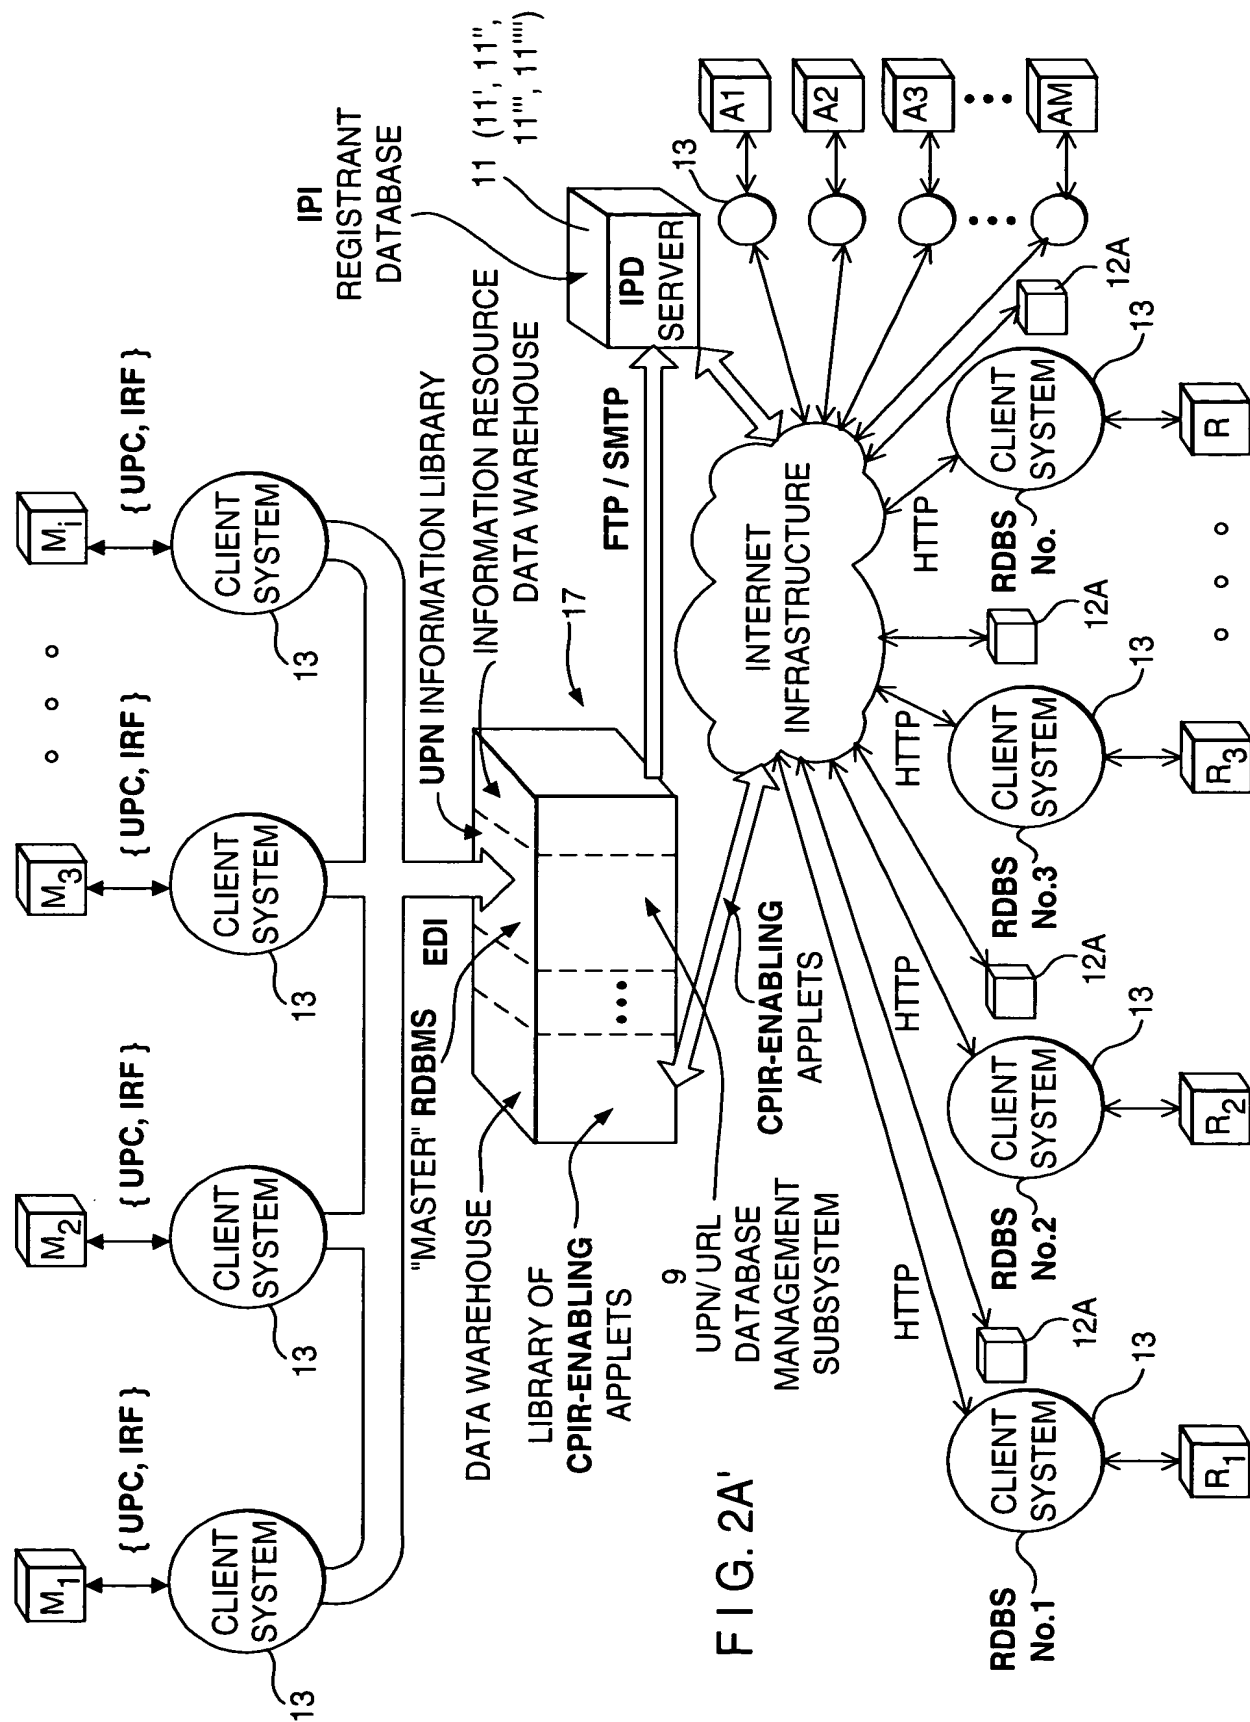 M1
M2
M3
Mi
{ UPC, IRF }
{ UPC, IRF }
{ UPC, IRF }
{ UPC, IRF }
CLIENT
SYSTEM
CLIENT
SYSTEM
CLIENT
SYSTEM
CLIENT
SYSTEM
13
13
13
13
EDI
"MASTER" RDBMS
DATA WAREHOUSE
LIBRARY OF
CPIR-ENABLING
APPLETS
UPN INFORMATION LIBRARY
INFORMATION RESOURCE
DATA WAREHOUSE
17
IPI
REGISTRANT
DATABASE
11 (11', 11",
11"', 11"")
IPD
SERVER
FTP / SMTP
9
UPN/ URL
DATABASE
MANAGEMENT
SUBSYSTEM
CPIR-ENABLING
APPLETS
INTERNET
INFRASTRUCTURE
13
A1
A2
A3
AM
HTTP
HTTP
HTTP
HTTP
12A
12A
12A
12A
CLIENT
SYSTEM
CLIENT
SYSTEM
CLIENT
SYSTEM
CLIENT
SYSTEM
13
13
13
13
RDBS
No.1
RDBS
No.2
RDBS
No.3
RDBS
No.
R1
R2
R3
R
FIG. 2A'